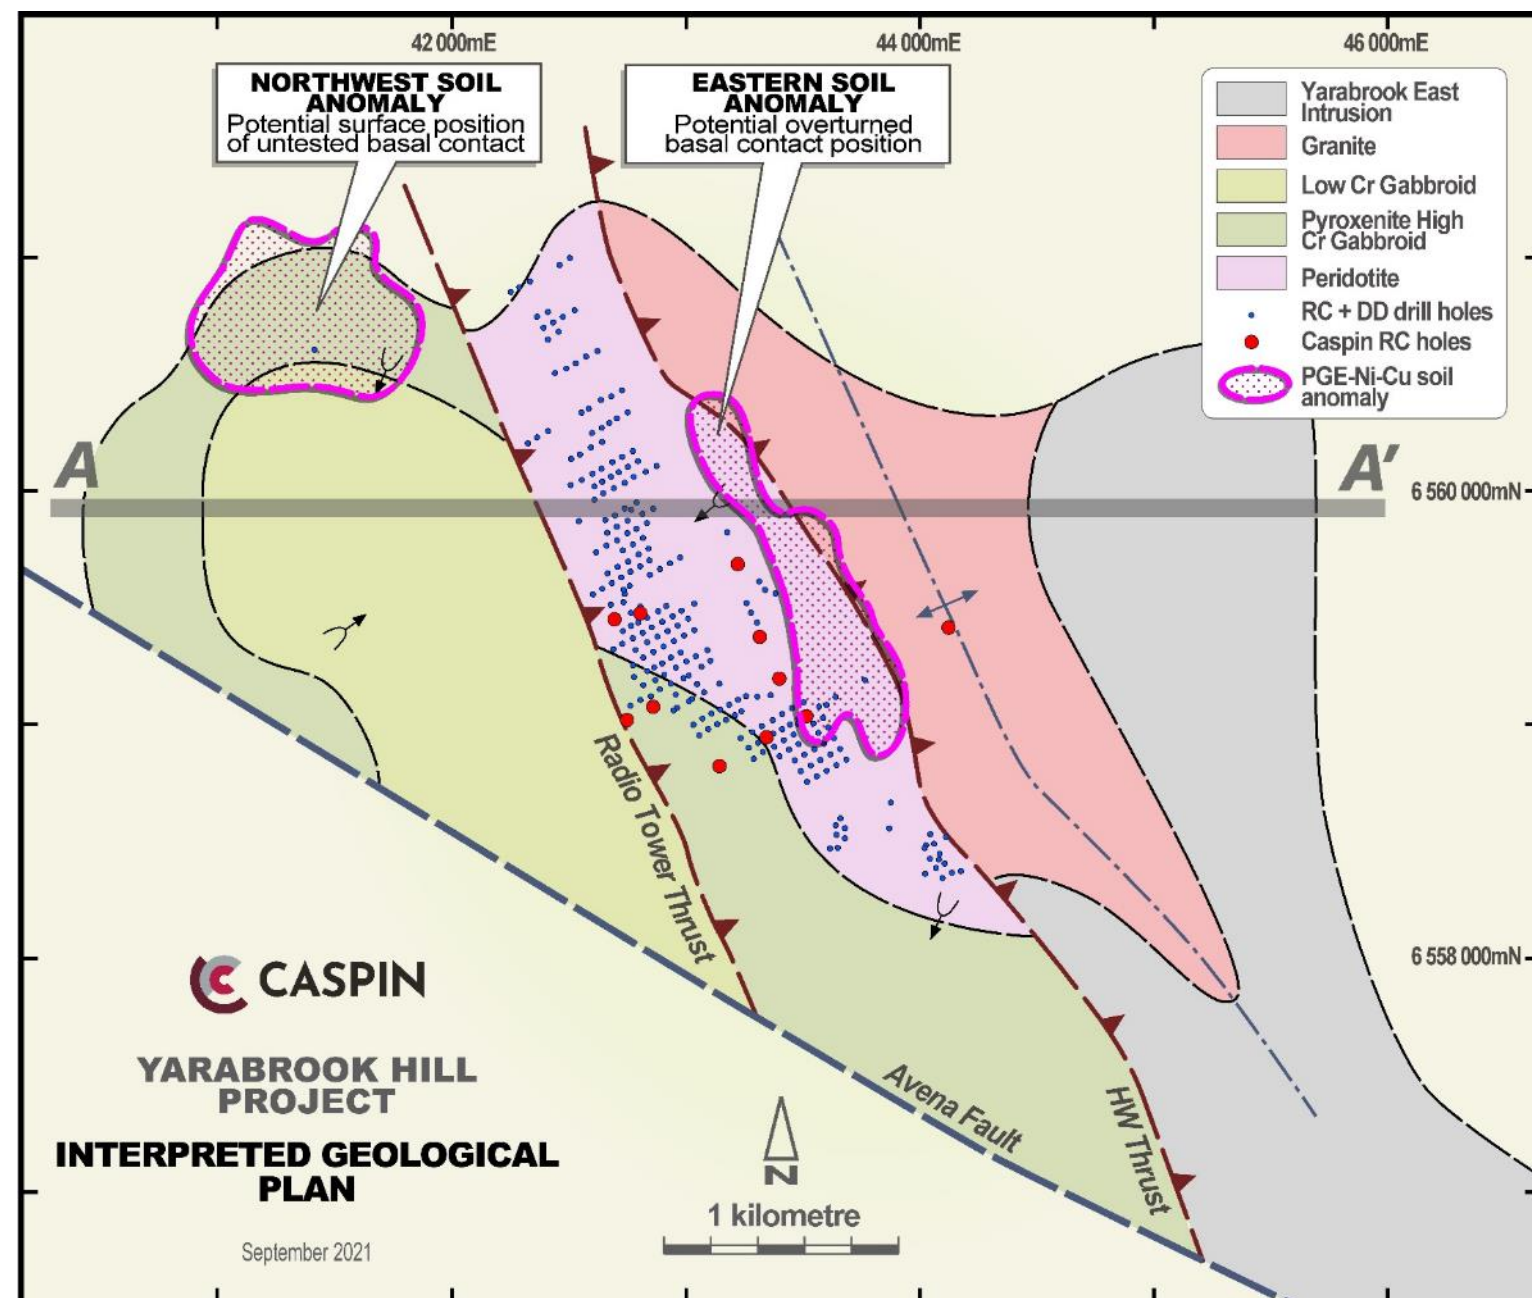 42 000mE
44 000mE
46 000mE
NORTHWEST SOIL
ANOMALY
Potential surface position
of untested basal contact
EASTERN SOIL
ANOMALY
Potential overturned
basal contact position
Yarabrook East
Intrusion
Granite
Low Cr Gabbroid
Pyroxenite High
Cr Gabbroid
Peridotite
RC + DD drill holes
Caspin RC holes
PGE-Ni-Cu soil
anomaly
A
A'
6 560 000mN
Radio Tower Thrust
6 558 000mN
CASPIN
YARABROOK HILL
PROJECT
INTERPRETED GEOLOGICAL
PLAN
September 2021
Avena Fault
HW Thrust
N
1 kilometre